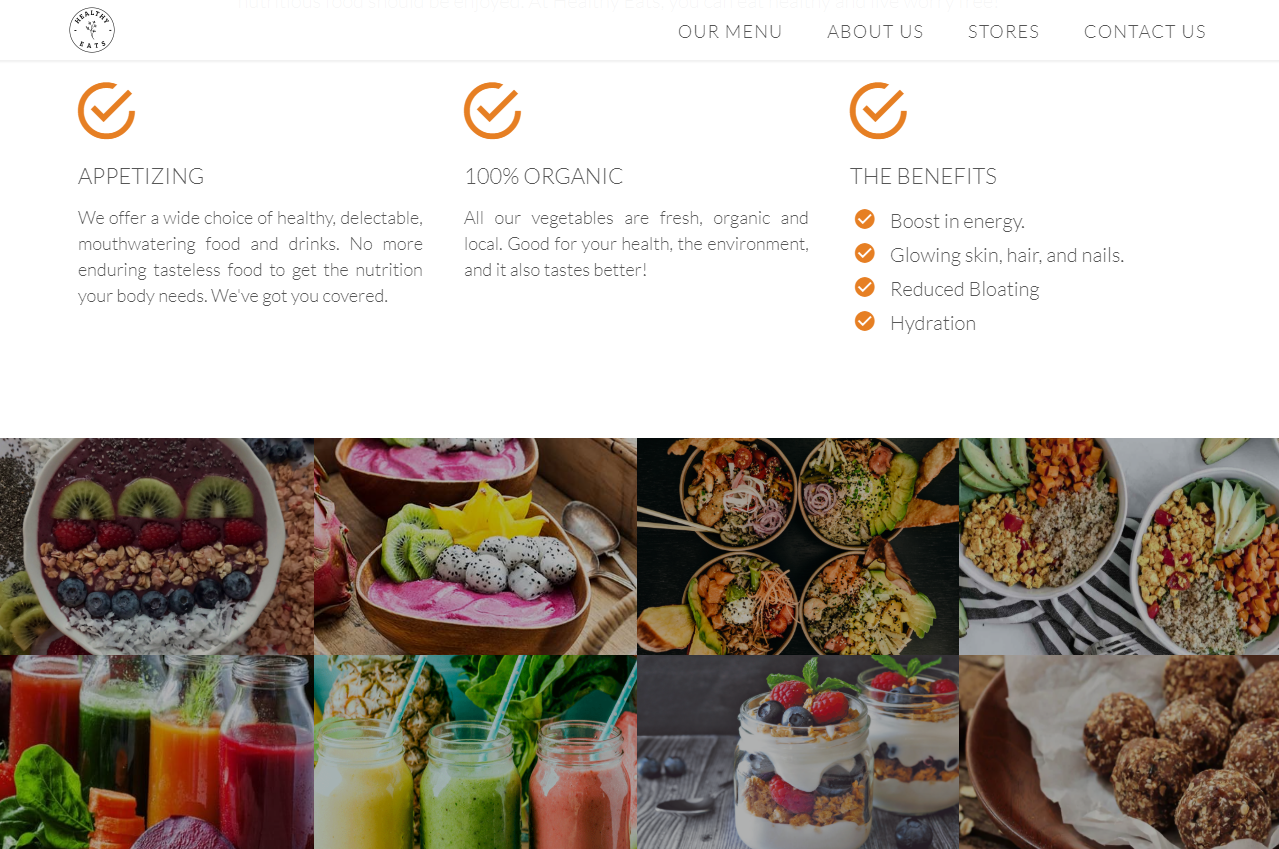 nutritious food should be enjoyed. At Healthy Eats, you can eat healthy and live worry free!
HEALTHY
EATS
OUR MENU ABOUT US STORES CONTACT US
APPETIZING
We offer a wide choice of healthy, delectable,
mouthwatering food and drinks. No more
enduring tasteless food to get the nutrition
your body needs. We've got you covered.
100% ORGANIC
All our vegetables are fresh, organic and
local. Good for your health, the environment,
and it also tastes better!
THE BENEFITS
Boost in energy.
Glowing skin, hair, and nails.
Reduced Bloating
Hydration